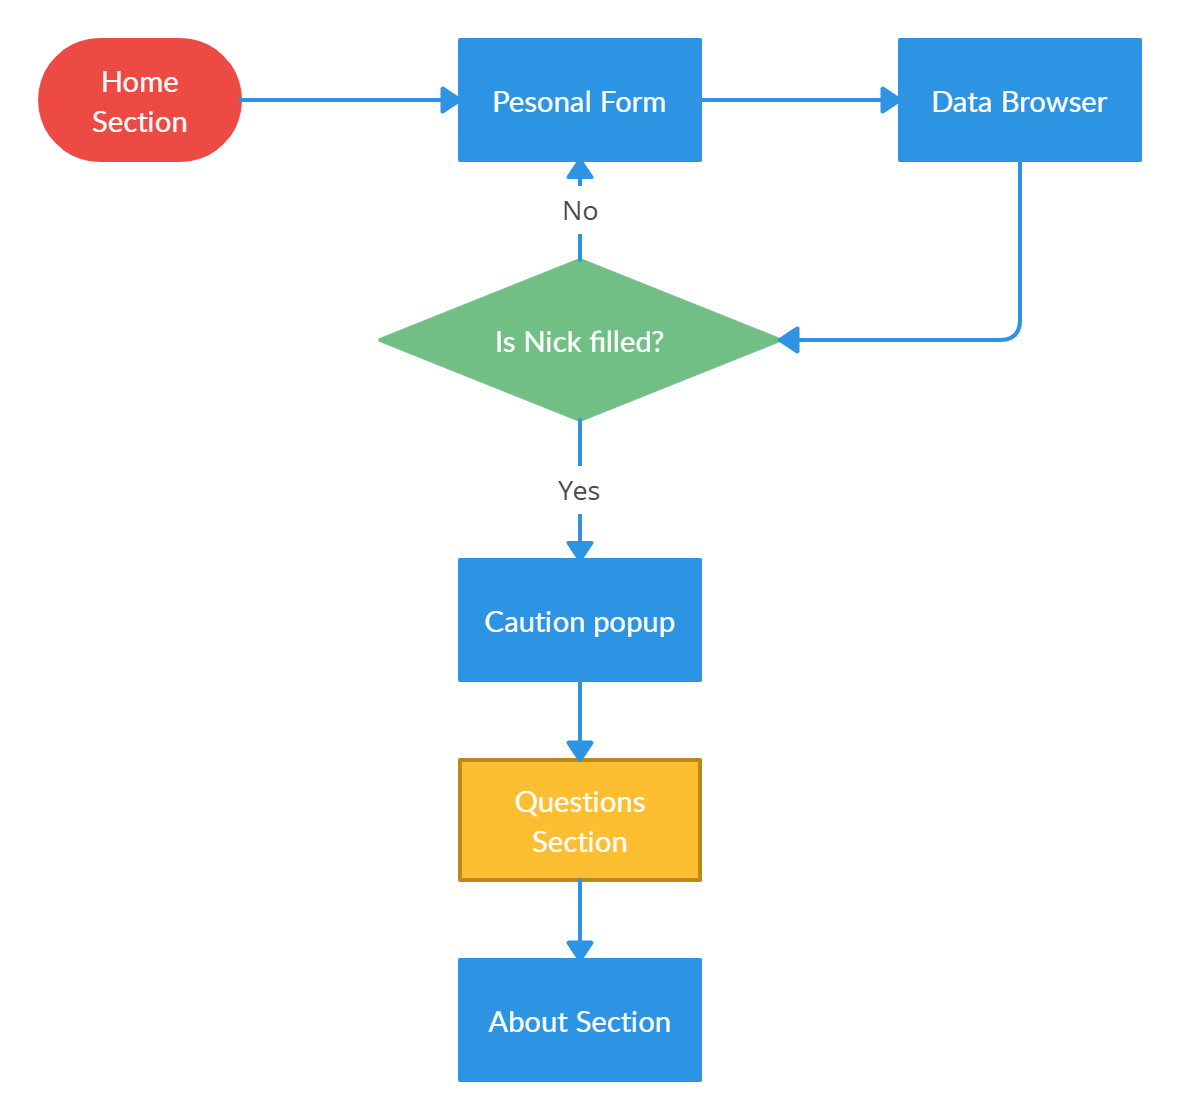 Home
Section
Pesonal Form
Data Browser
No
Is Nick filled?
Yes
Caution popup
Questions
Section
About Section